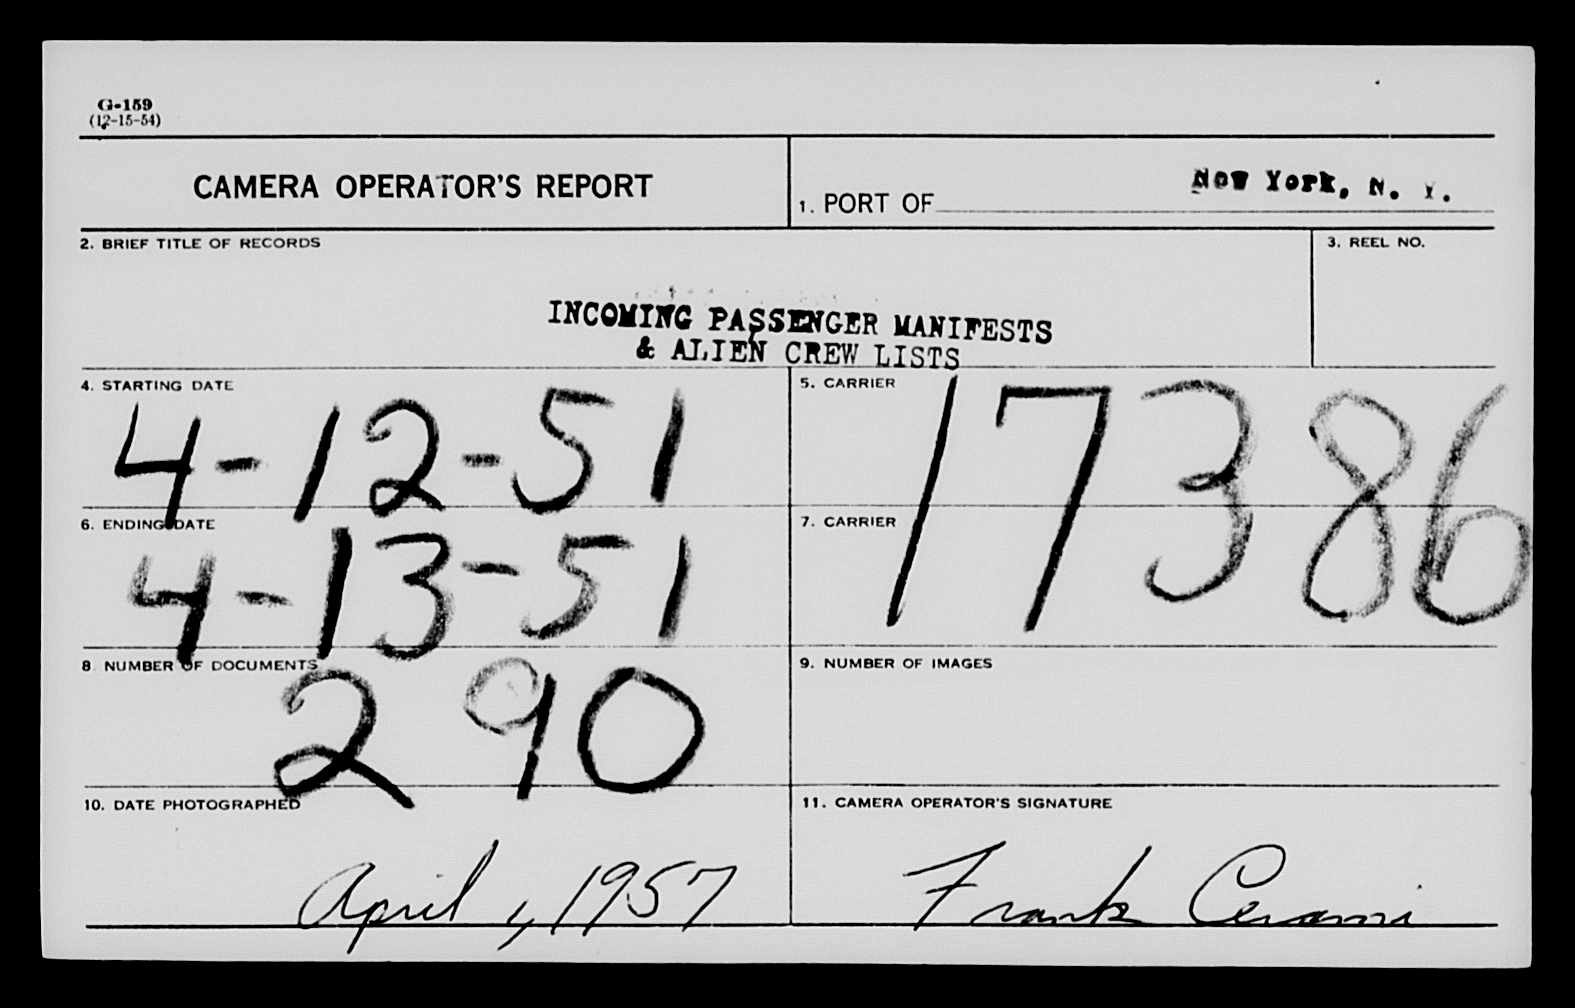 G-159
(12-15-54)
CAMERA OPERATOR'S REPORT
1. PORT OF New York, N. Y.
2. BRIEF TITLE OF RECORDS
3. REEL NO.
INCOMING PASSENGER MANIFESTS
& ALIEN CREW LISTS
4. STARTING DATE
4-12-51
5. CARRIER
17386
6. ENDING DATE
4-13-51
7. CARRIER
8. NUMBER OF DOCUMENTS
290
9. NUMBER OF IMAGES
10. DATE PHOTOGRAPHED
April 1, 1957
11. CAMERA OPERATOR'S SIGNATURE
Frank Cerami